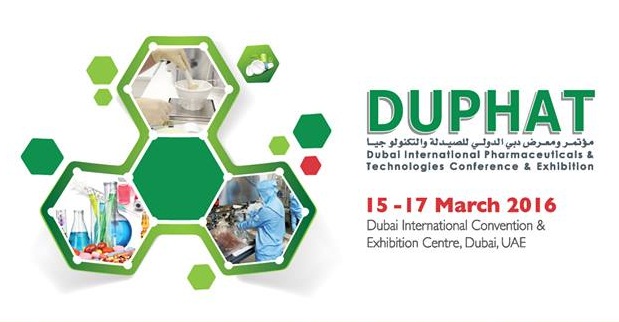 DUPHAT
مؤتمر ومعرض دبي الدولي للصيدلة والتكنولوجيا
Dubai International Pharmaceuticals &
Technologies Conference & Exhibition
15 -17 March 2016
Dubai International Convention &
Exhibition Centre, Dubai, UAE